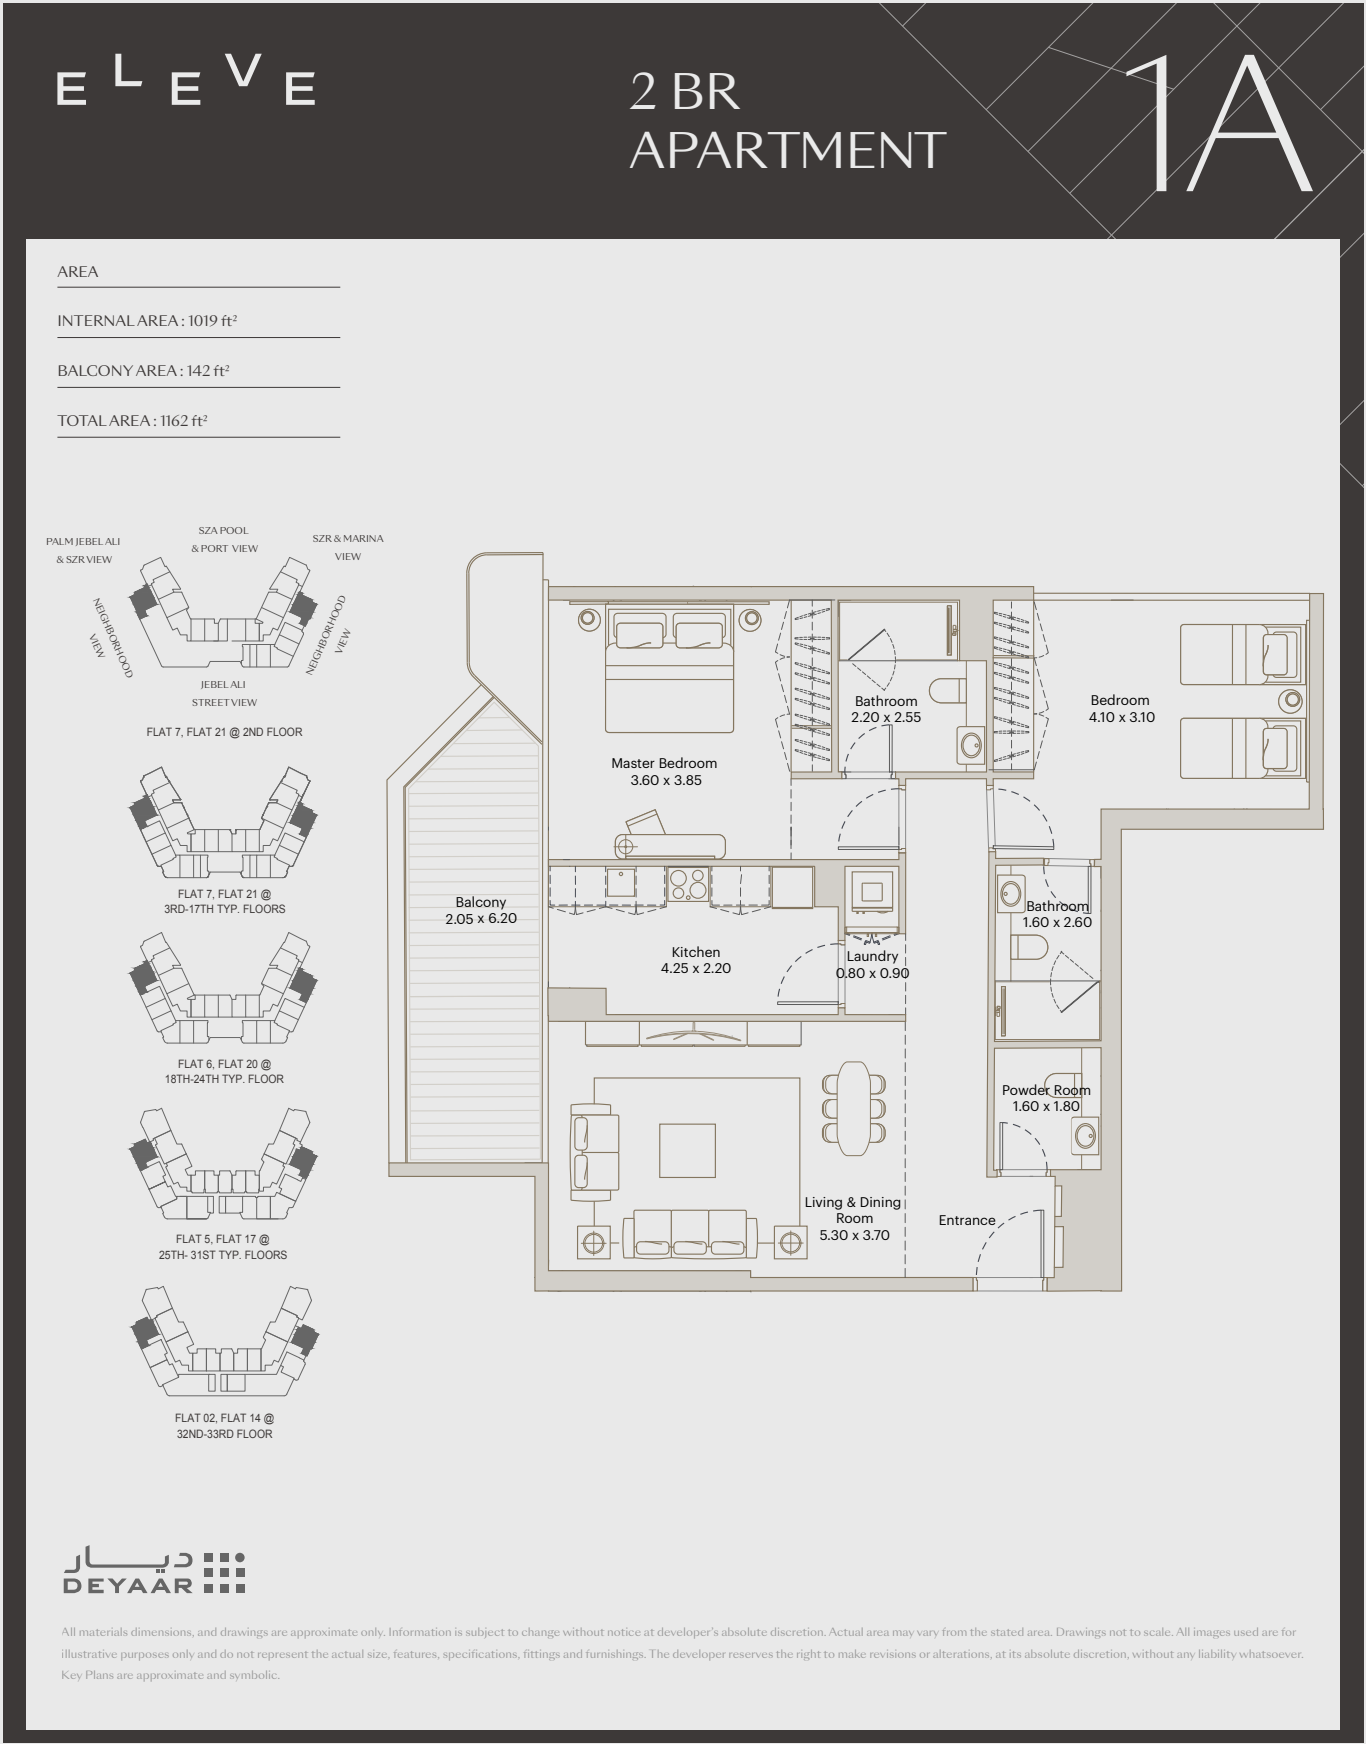 ELEVE
2 BR
APARTMENT
1A
AREA
INTERNAL AREA : 1019 ft²
BALCONY AREA : 142 ft²
TOTAL AREA : 1162 ft²
PALM JEBEL ALI
& SZR VIEW
SZA POOL
& PORT VIEW
SZR & MARINA
VIEW
NEIGHBORHOOD
VIEW
NEIGHBORHOOD
VIEW
JEBEL ALI
STREET VIEW
FLAT 7, FLAT 21 @ 2ND FLOOR
FLAT 7, FLAT 21 @
3RD-17TH TYP. FLOORS
FLAT 6, FLAT 20 @
18TH-24TH TYP. FLOOR
FLAT 5, FLAT 17 @
25TH- 31ST TYP. FLOORS
FLAT 02, FLAT 14 @
32ND-33RD FLOOR
Master Bedroom
3.60 x 3.85
Bathroom
2.20 x 2.55
Bedroom
4.10 x 3.10
Balcony
2.05 x 6.20
Kitchen
4.25 x 2.20
Laundry
0.80 x 0.90
Bathroom
1.60 x 2.60
Powder Room
1.60 x 1.80
Living & Dining
Room
5.30 x 3.70
Entrance
ديار
DEYAAR
All materials dimensions, and drawings are approximate only. Information is subject to change without notice at developer's absolute discretion. Actual area may vary from the stated area. Drawings not to scale. All images used are for
illustrative purposes only and do not represent the actual size, features, specifications, fittings and furnishings. The developer reserves the right to make revisions or alterations, at its absolute discretion, without any liability whatsoever.
Key Plans are approximate and symbolic.